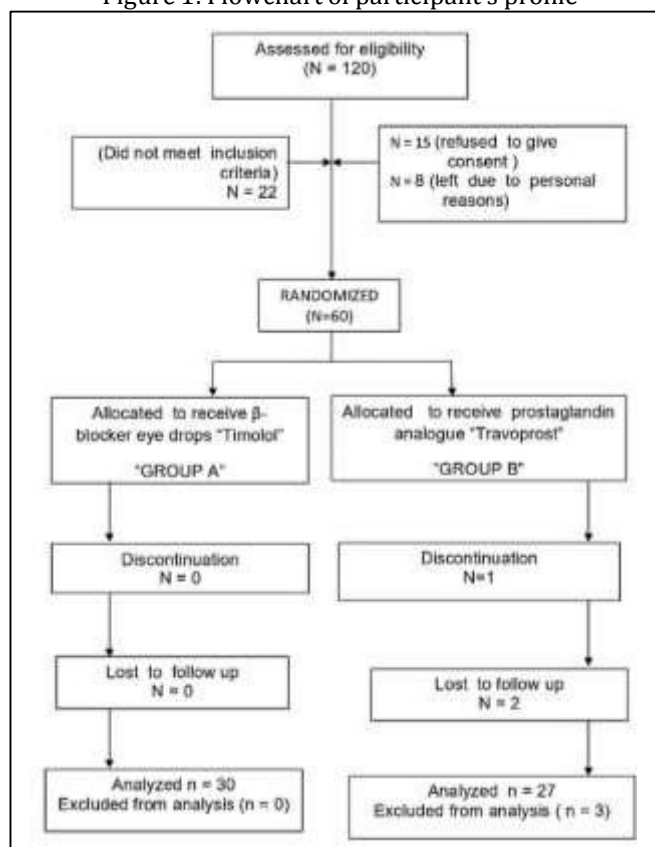 Figure 1: Flowchart of participant's profile
Assessed for eligibility
(N = 120)
(Did not meet inclusion
criteria)
N = 22
N = 15 (refused to give
consent )
N = 8 (left due to personal
reasons)
RANDOMIZED
(N=60)
Allocated to receive β-
blocker eye drops "Timolol"
"GROUP A"
Allocated to receive prostaglandin
analogue "Travoprost"
"GROUP B"
Discontinuation
N = 0
Discontinuation
N=1
Lost to follow up
N = 0
Lost to follow up
N = 2
Analyzed n = 30
Excluded from analysis (n = 0)
Analyzed n = 27
Excluded from analysis ( n = 3)